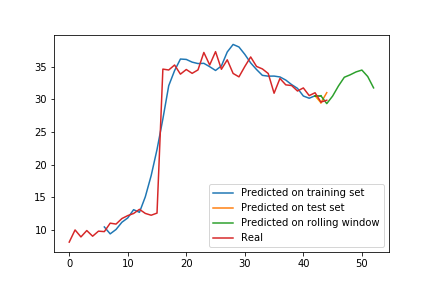 35
30
25
20
15
10
0 10 20 30 40 50
Predicted on training set
Predicted on test set
Predicted on rolling window
Real